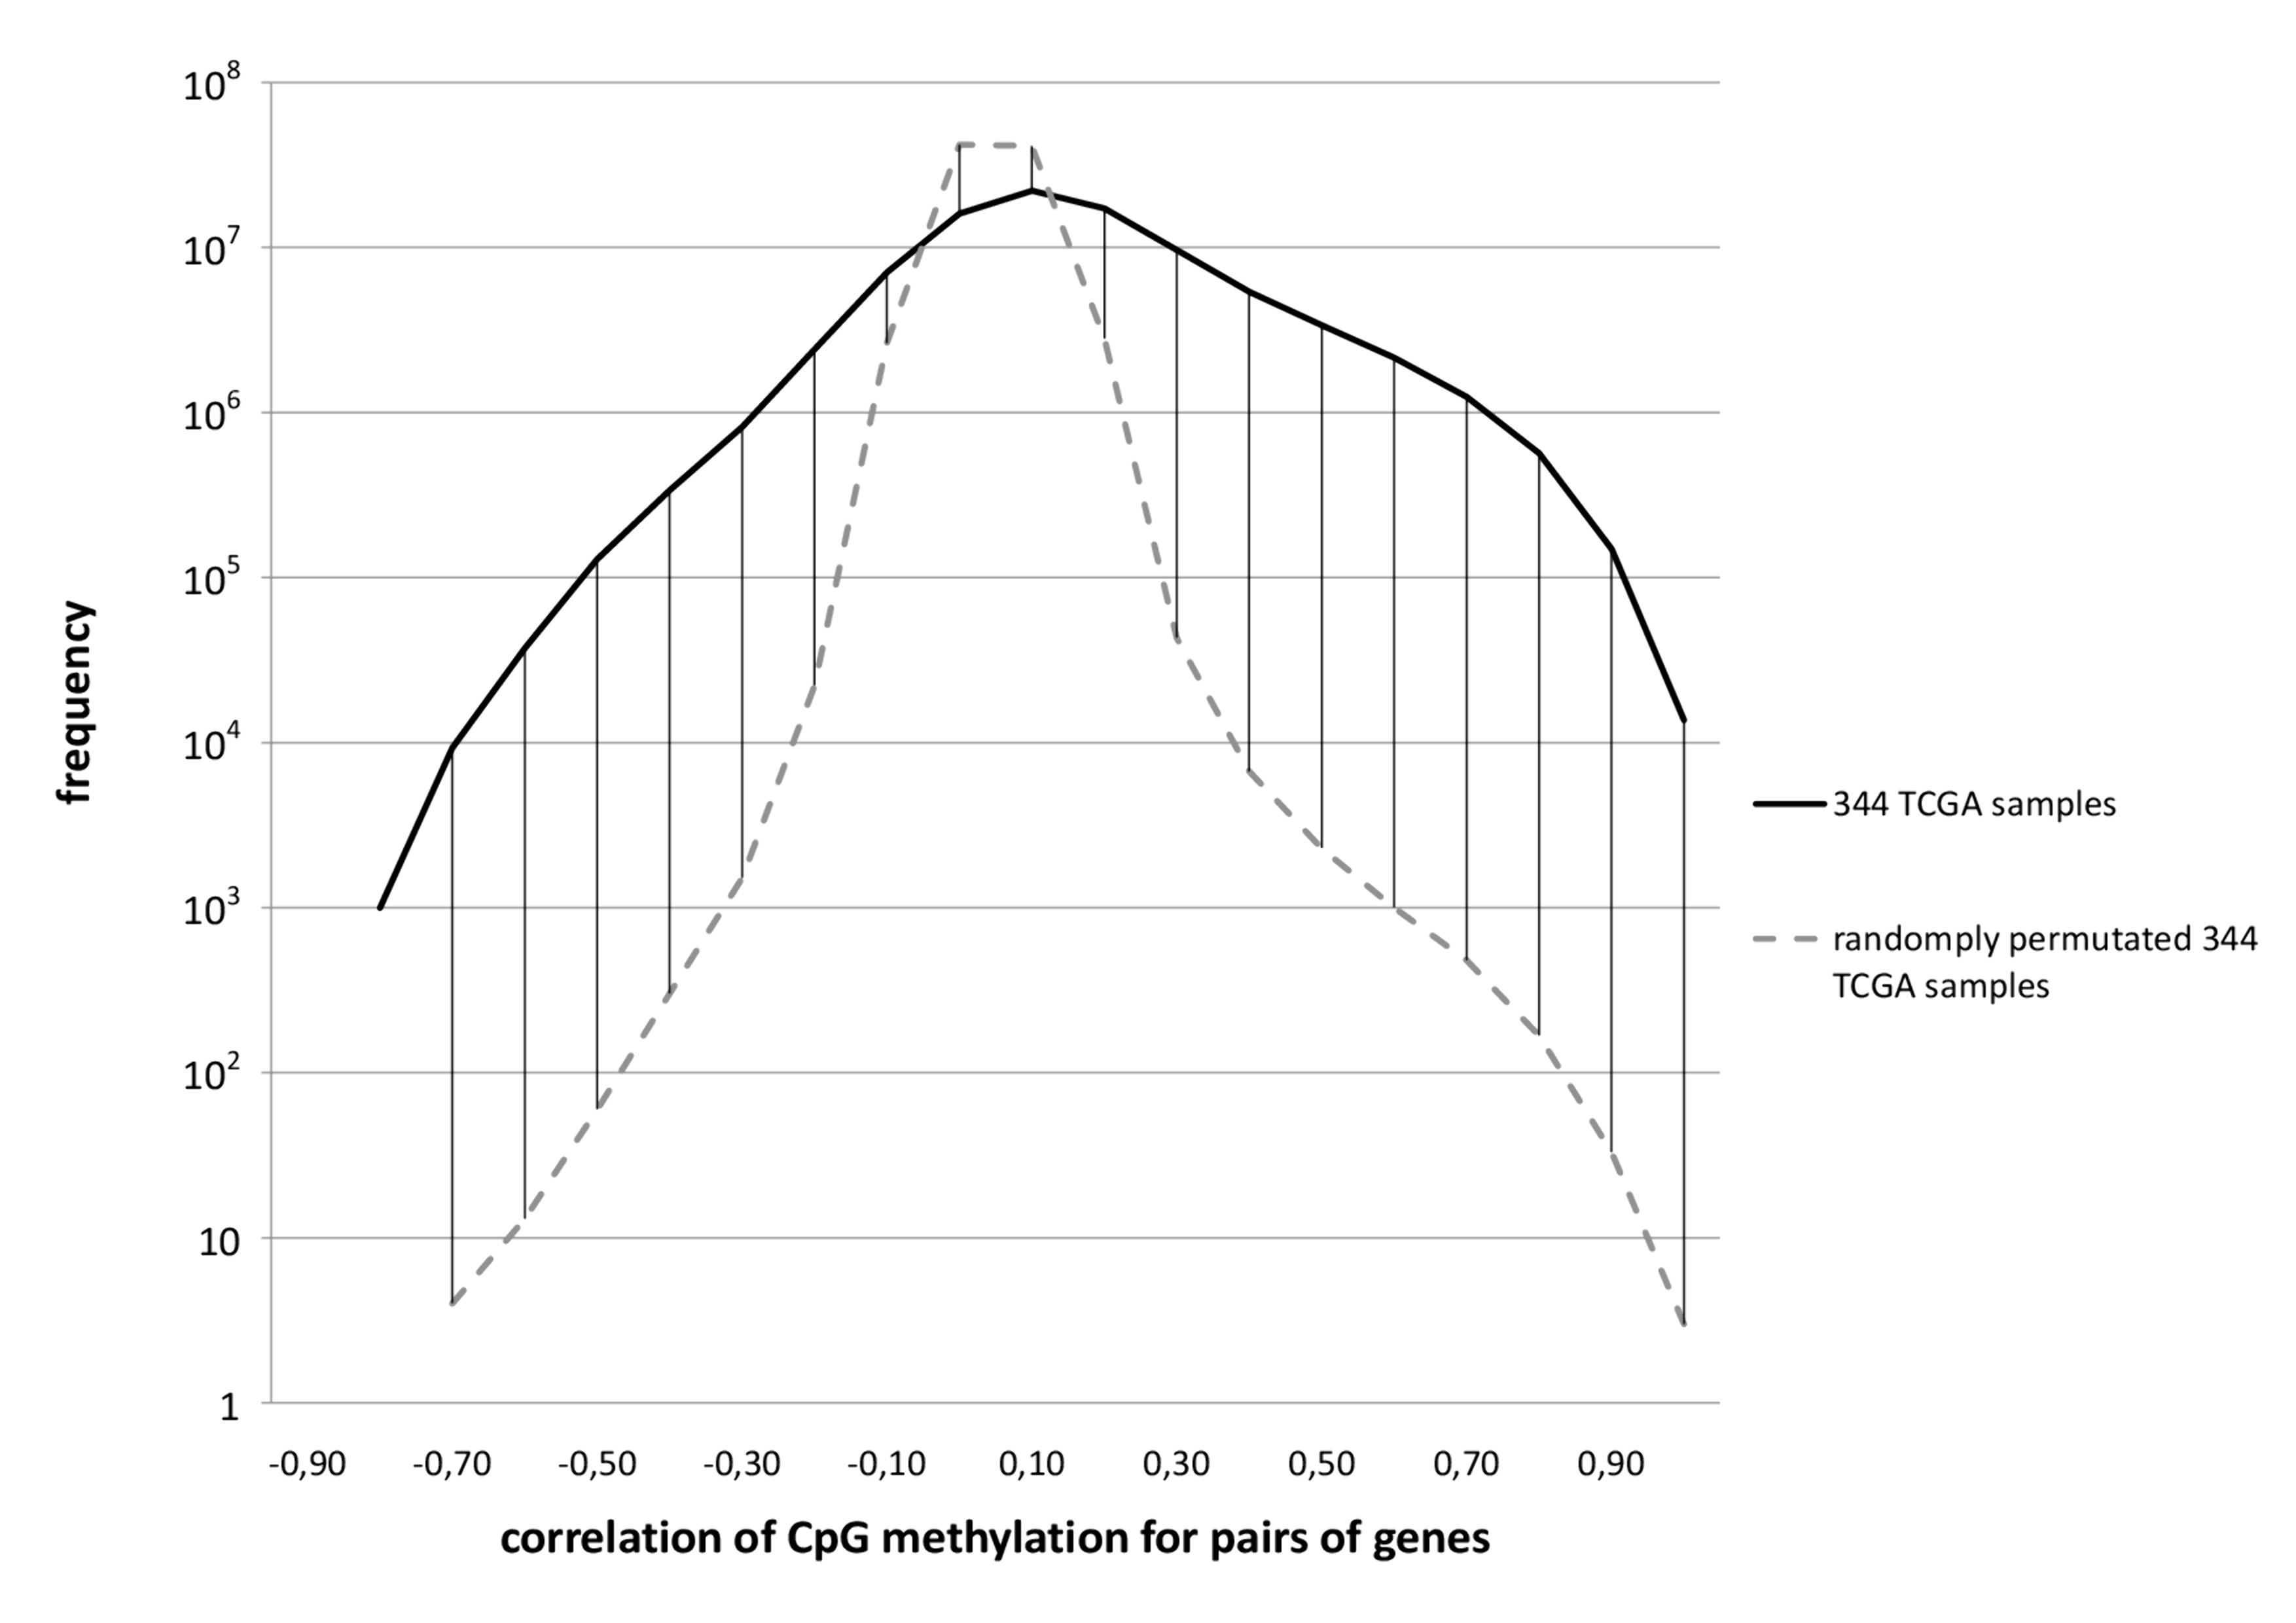 10⁸
10⁷
10⁶
10⁵
10⁴
10³
10²
10
1
frequency
-0,90 -0,70 -0,50 -0,30 -0,10 0,10 0,30 0,50 0,70 0,90
correlation of CpG methylation for pairs of genes
344 TCGA samples
randomply permutated 344
TCGA samples